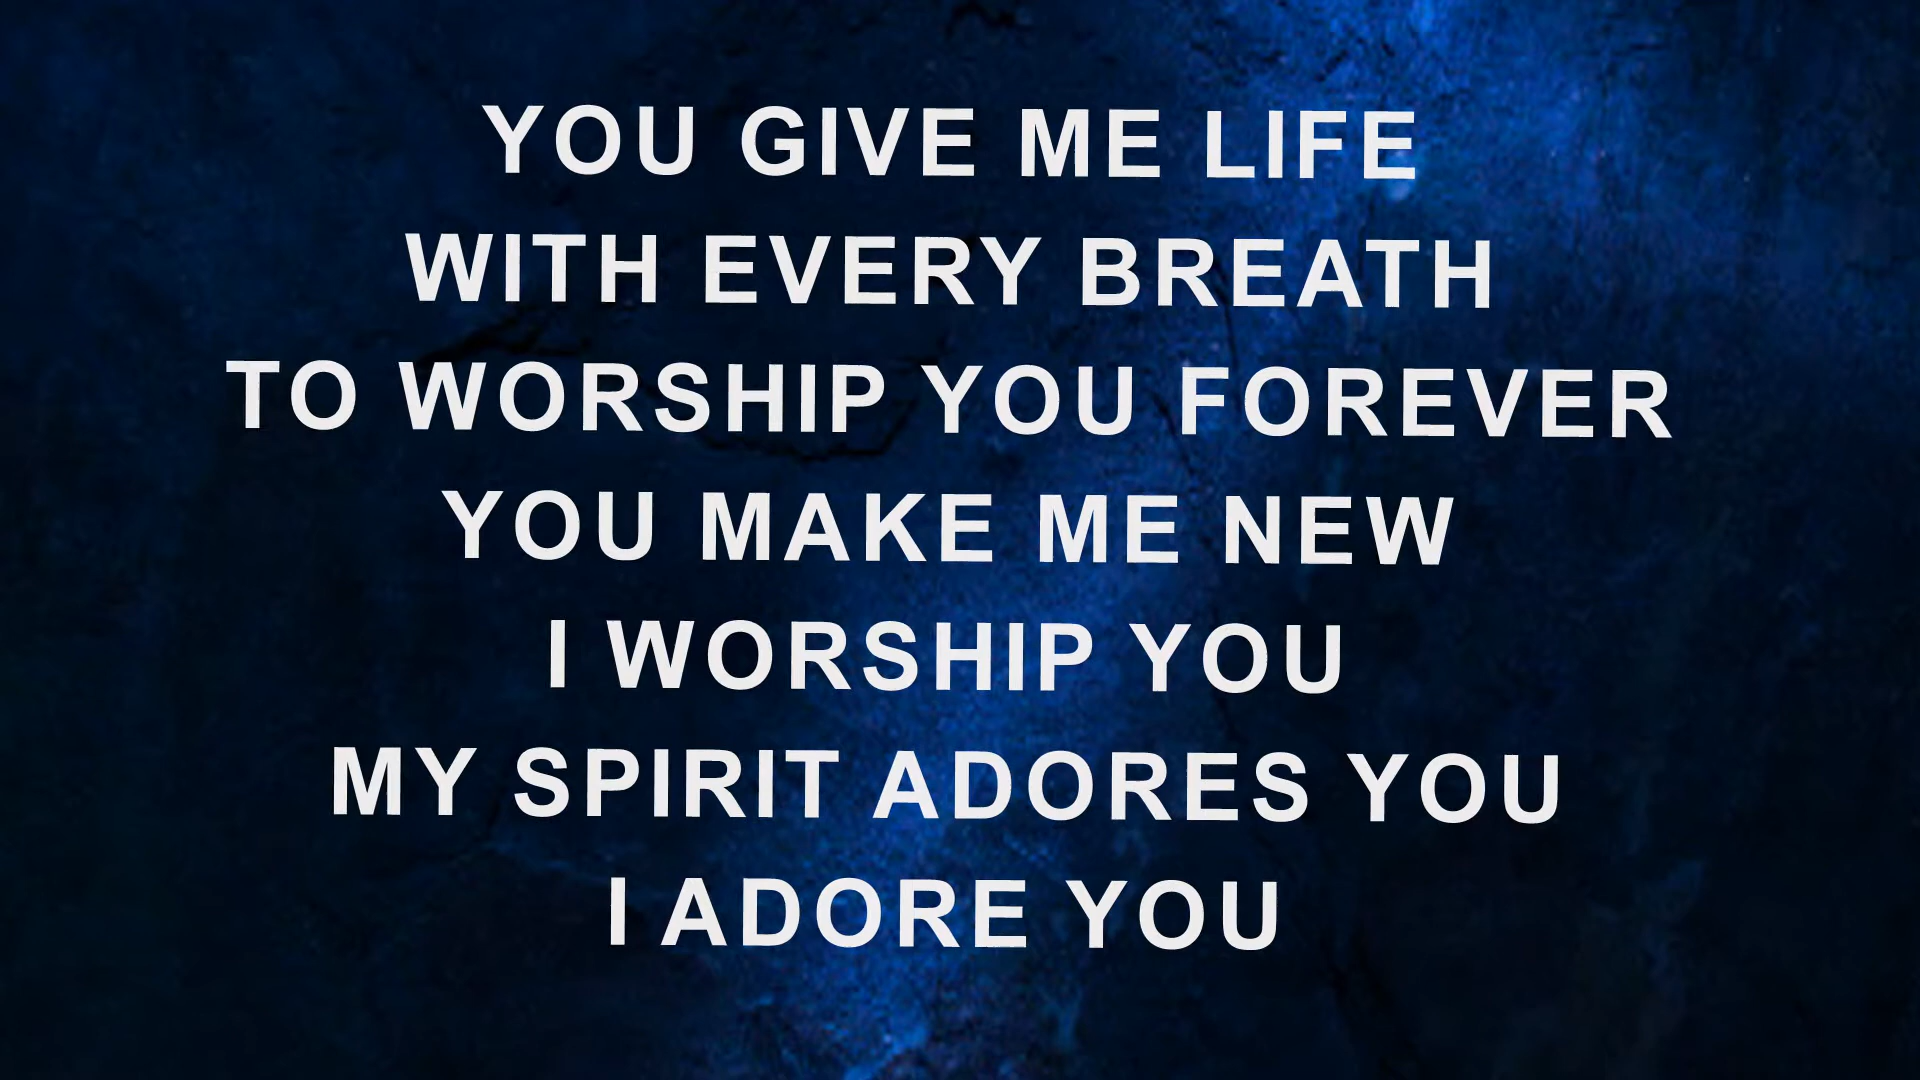 YOU GIVE ME LIFE
WITH EVERY BREATH
TO WORSHIP YOU FOREVER
YOU MAKE ME NEW
I WORSHIP YOU
MY SPIRIT ADORES YOU
I ADORE YOU